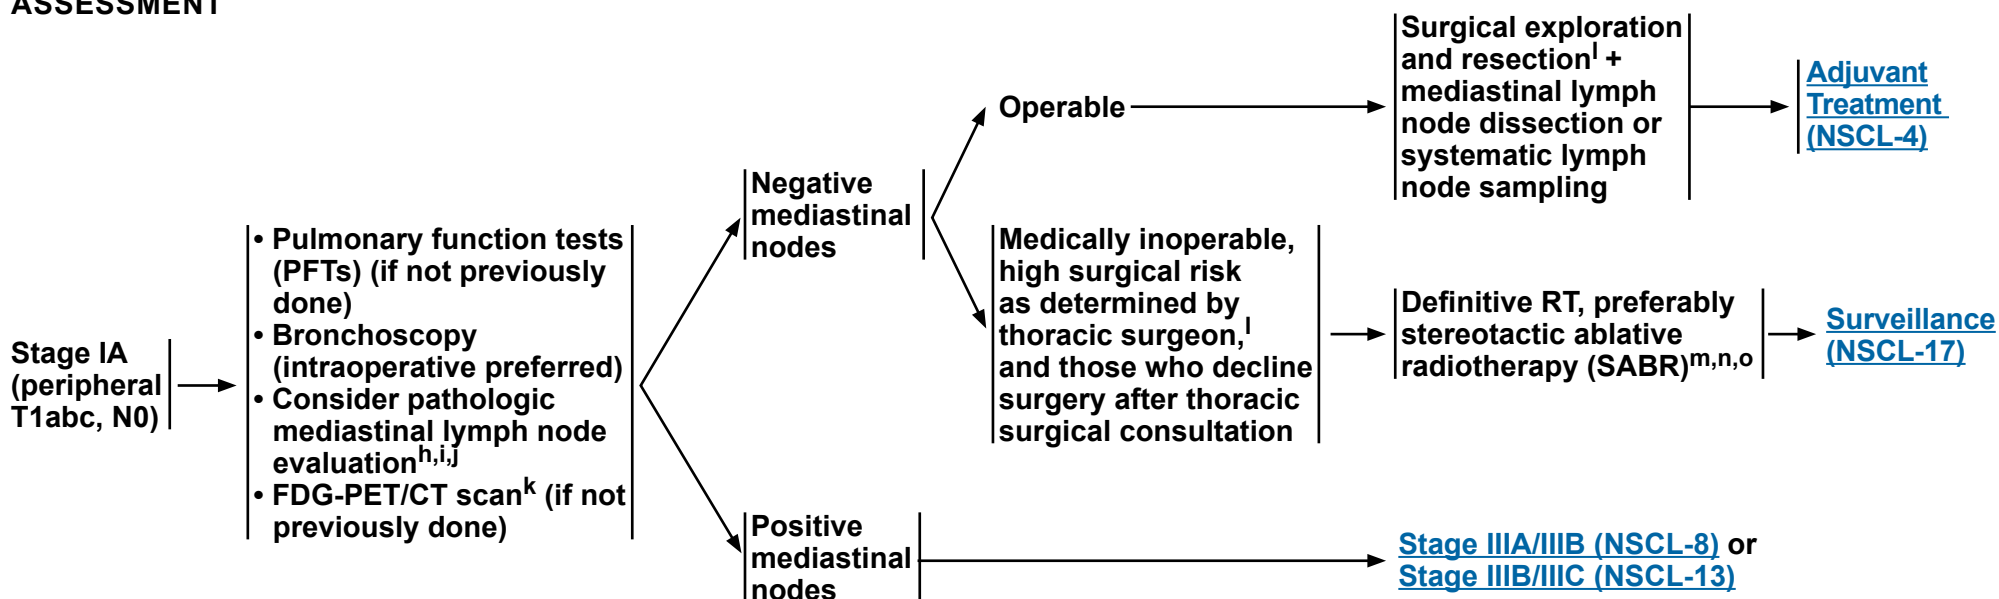 ASSESSMENT
Stage IA
(peripheral
T1abc, N0)
• Pulmonary function tests
(PFTs) (if not previously
done)
• Bronchoscopy
(intraoperative preferred)
• Consider pathologic
mediastinal lymph node
evaluationh,i,j
• FDG-PET/CT scank (if not
previously done)
Negative
mediastinal
nodes
Operable
Surgical exploration
and resectionl +
mediastinal lymph
node dissection or
systematic lymph
node sampling
Adjuvant
Treatment
(NSCL-4)
Medically inoperable,
high surgical risk
as determined by
thoracic surgeon,l
and those who decline
surgery after thoracic
surgical consultation
Definitive RT, preferably
stereotactic ablative
radiotherapy (SABR)m,n,o
Surveillance
(NSCL-17)
Positive
mediastinal
nodes
Stage IIIA/IIIB (NSCL-8) or
Stage IIIB/IIIC (NSCL-13)